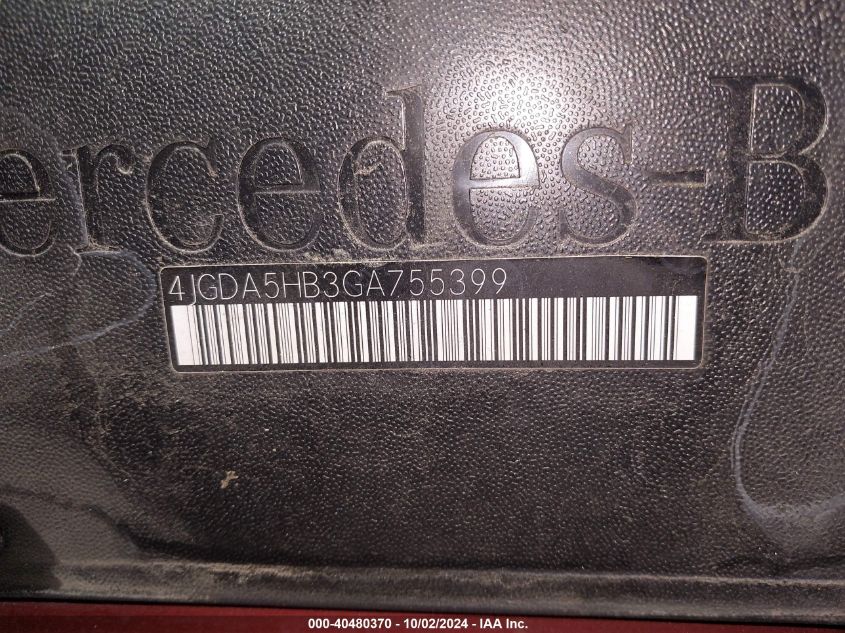 ercedes-B
4JGDA5HB3GA755399
000-40480370 - 10/02/2024 - IAA Inc.